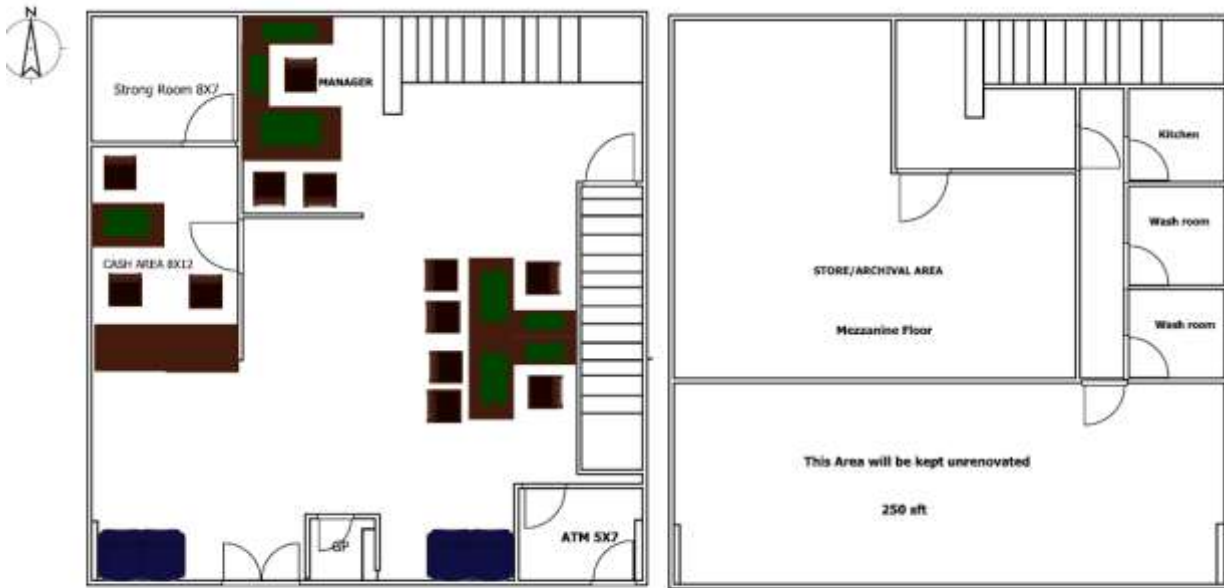 N
Strong Room 8X7
MANAGER
CASH AREA 8X12
GP
ATM 5X7
Kitchen
Wash room
STORE/ARCHIVAL AREA
Mezzanine Floor
Wash room
This Area will be kept unrenovated
250 sft